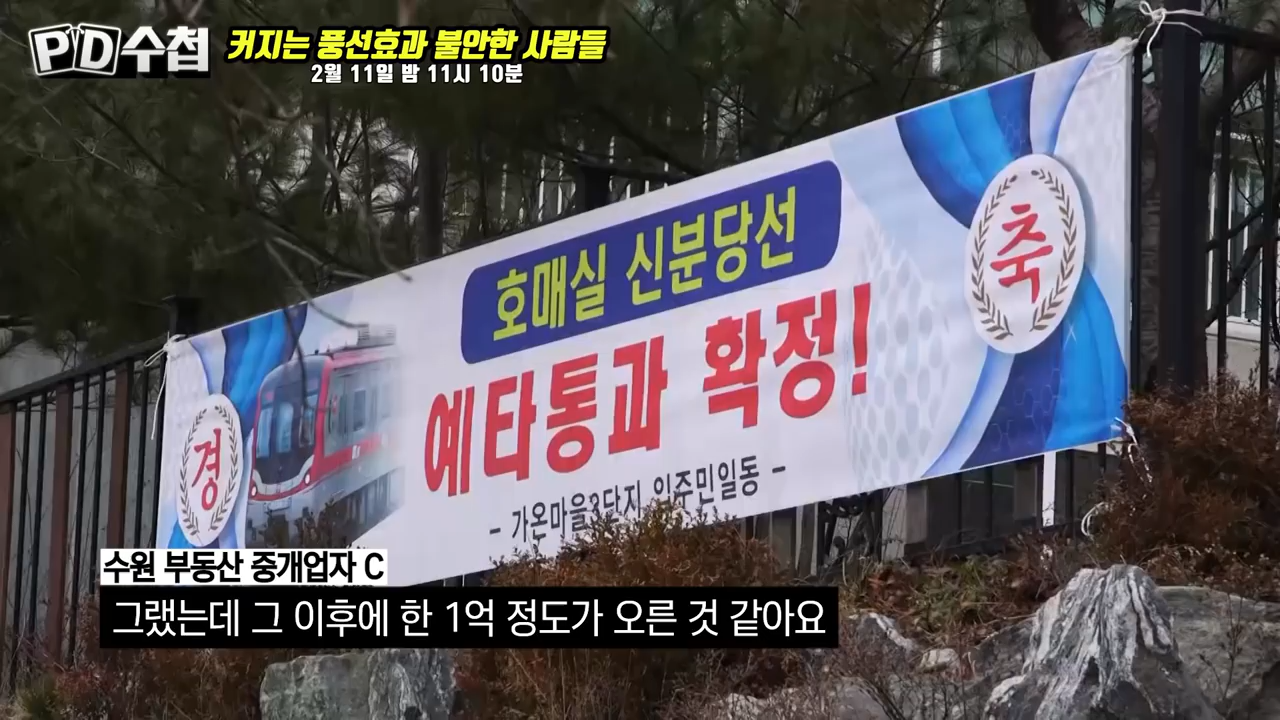 PD수첩
커지는 풍선효과 불안한 사람들
2월 11일 밤 11시 10분
호매실 신분당선
예타통과 확정!
- 가온마을3단지 입주민일동 -
경
축
수원 부동산 중개업자 C
그랬는데 그 이후에 한 1억 정도가 오른 것 같아요